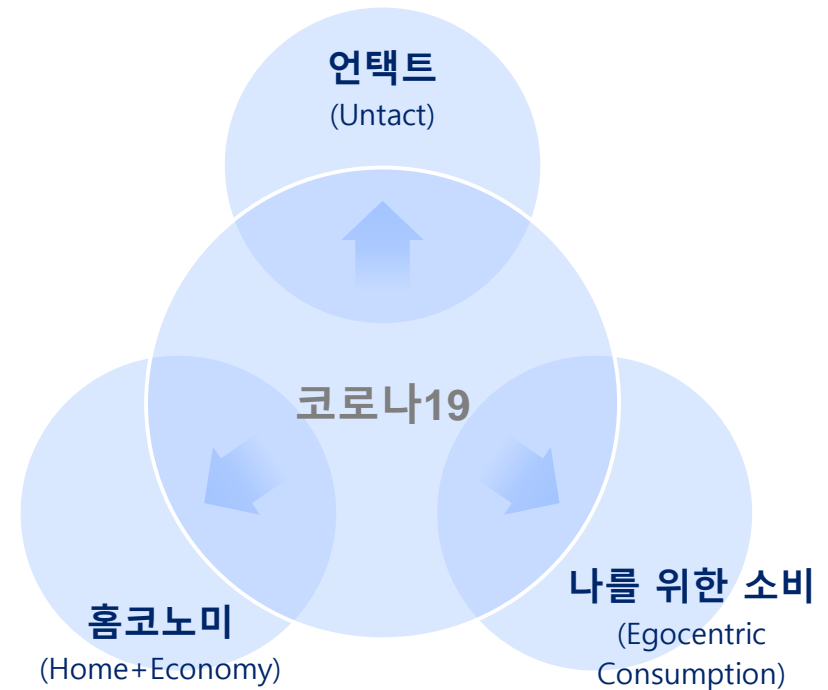 언택트
(Untact)
코로나19
홈코노미
(Home+Economy)
나를 위한 소비
(Egocentric
Consumption)